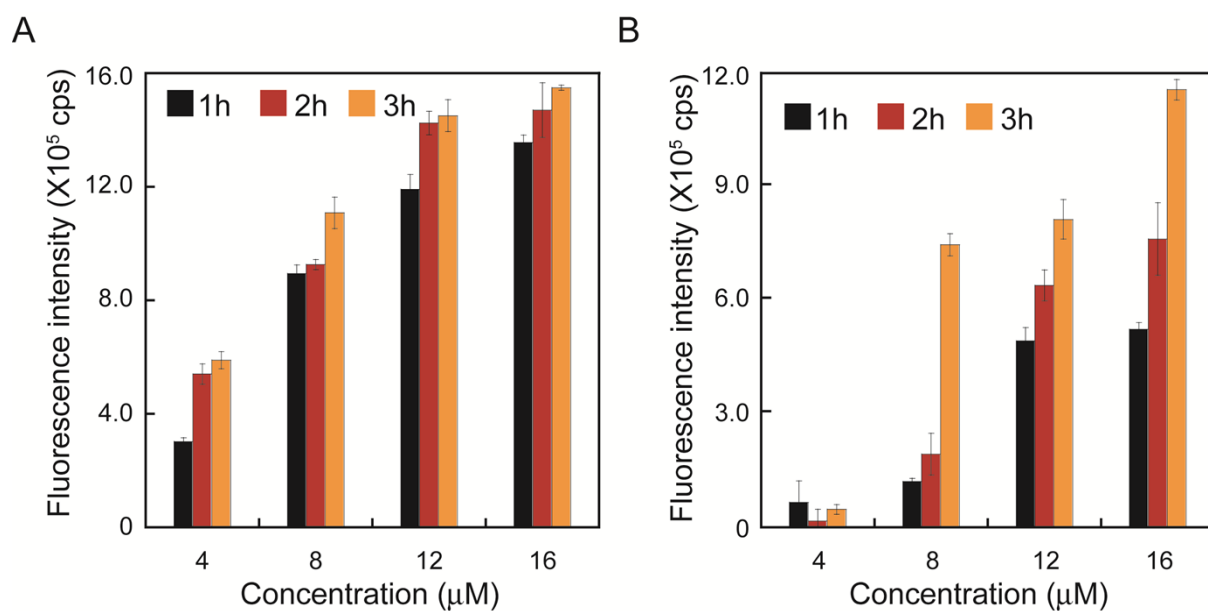 A
Fluorescence intensity (X10⁵ cps)
16.0
12.0
8.0
4.0
0
1h 2h 3h
4 8 12 16
Concentration (μM)
B
Fluorescence intensity (X10⁵ cps)
12.0
9.0
6.0
3.0
0
1h 2h 3h
4 8 12 16
Concentration (μM)